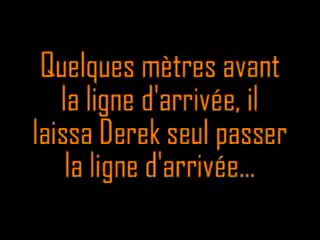 Quelques mètres avant
la ligne d'arrivée, il
laissa Derek seul passer
la ligne d'arrivée...